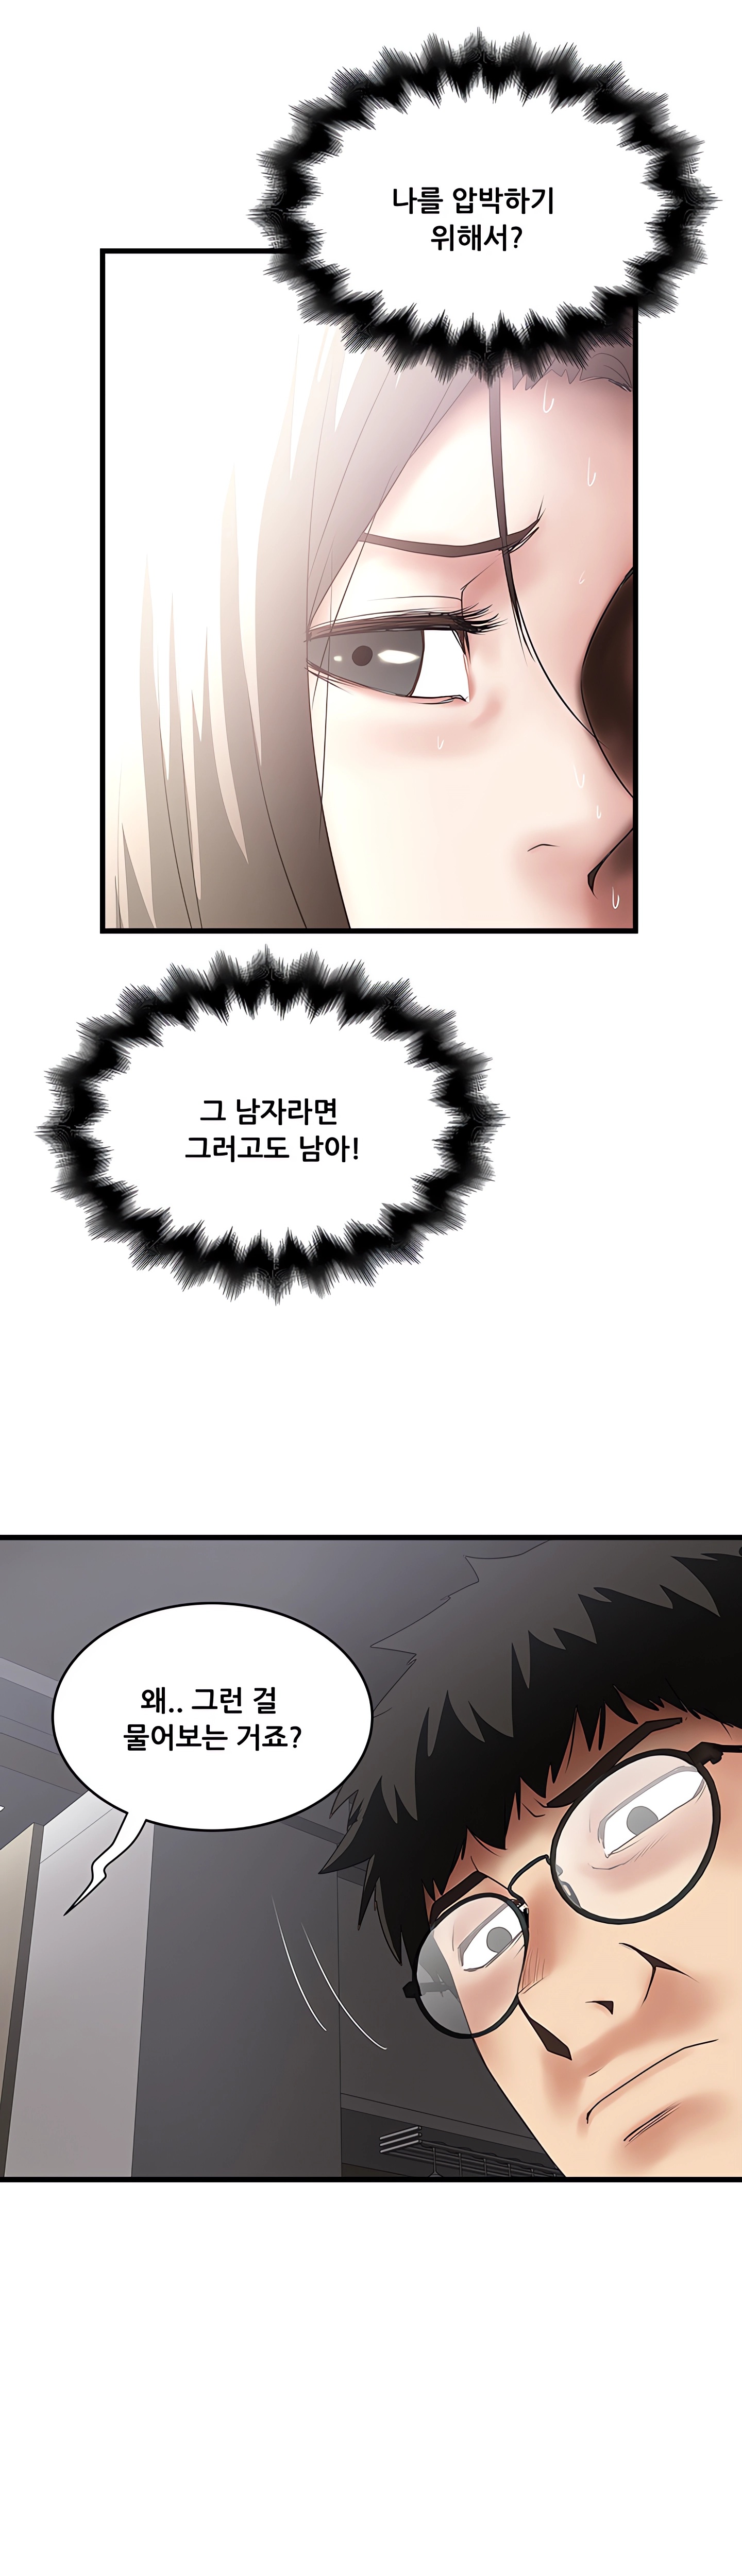 나를 압박하기
위해서?
그 남자라면
그러고도 남아!
왜.. 그런 걸
물어보는 거죠?